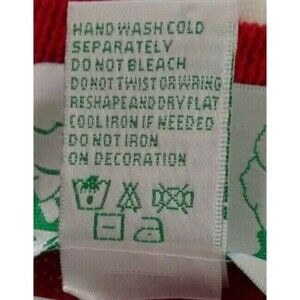 HAND WASH COLD
SEPARATELY
DO NOT BLEACH
DO NOT TWIST OR WRING
RESHAPE AND DRY FLAT
COOL IRON IF NEEDED
DO NOT IRON
ON DECORATION